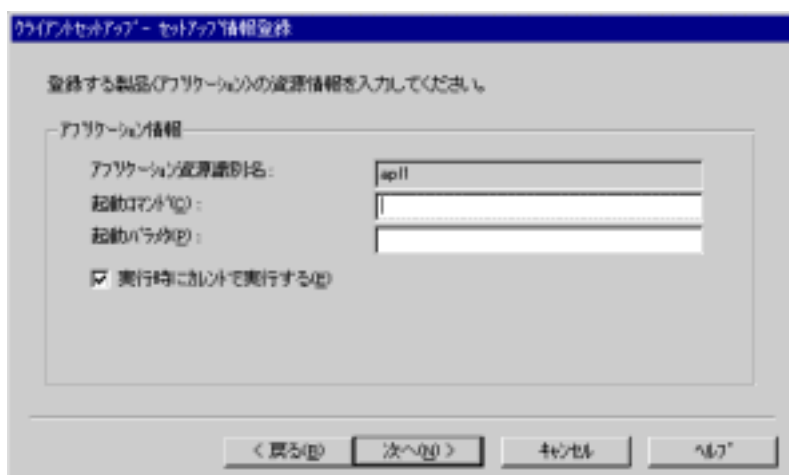 クライアントセットアップ - セットアップ情報登録
登録する製品(アプリケーション)の資源情報を入力してください。
アプリケーション情報
アプリケーション資源識別名:
apl1
起動コマンド(C):
起動パラメタ(P):
実行時にカレントで実行する(E)
< 戻る(B)
次へ(N) >
キャンセル
ヘルプ